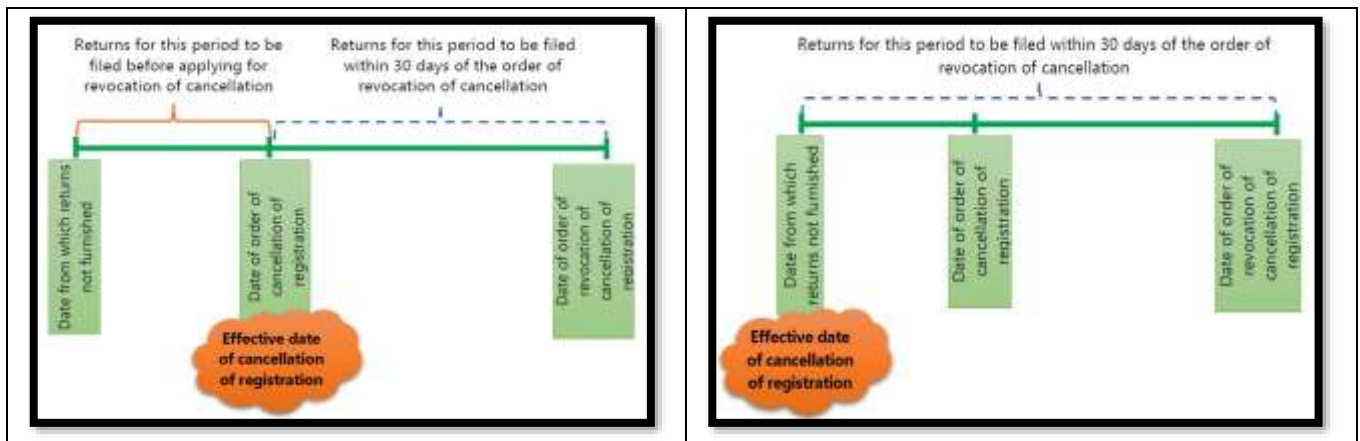 Returns for this period to be
filed before applying for
revocation of cancellation
Returns for this period to be filed
within 30 days of the order of
revocation of cancellation
Date from which returns
not furnished
Date of order of
cancellation of
registration
Date of order of
revocation of
cancellation of
registration
Effective date
of cancellation
of registration
Returns for this period to be filed within 30 days of the order of
revocation of cancellation
Date from which
returns not furnished
Date of order of
cancellation of
registration
Date of order of
revocation of
cancellation of
registration
Effective date
of cancellation
of registration